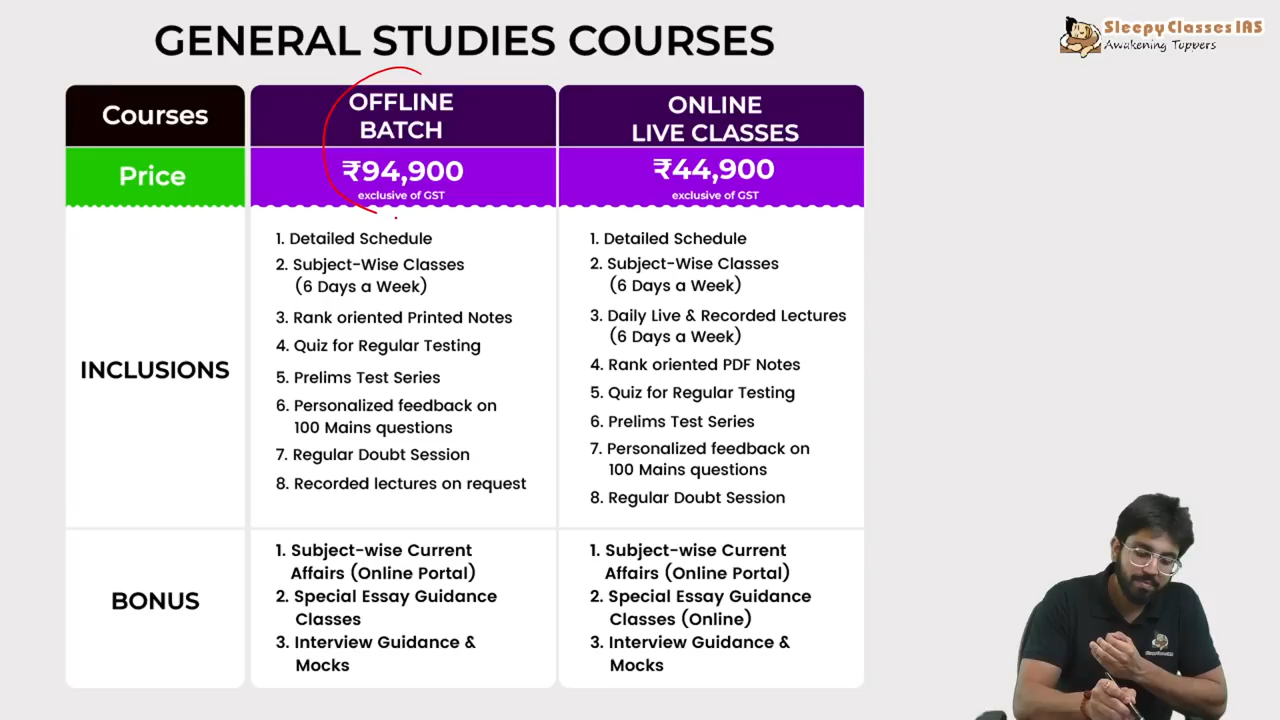 GENERAL STUDIES COURSES
Sleepy Classes IAS
Awakening Toppers
Courses
OFFLINE
BATCH
ONLINE
LIVE CLASSES
Price
₹94,900
exclusive of GST
₹44,900
exclusive of GST
INCLUSIONS
1. Detailed Schedule
2. Subject-Wise Classes
(6 Days a Week)
3. Rank oriented Printed Notes
4. Quiz for Regular Testing
5. Prelims Test Series
6. Personalized feedback on
100 Mains questions
7. Regular Doubt Session
8. Recorded lectures on request
1. Detailed Schedule
2. Subject-Wise Classes
(6 Days a Week)
3. Daily Live & Recorded Lectures
(6 Days a Week)
4. Rank oriented PDF Notes
5. Quiz for Regular Testing
6. Prelims Test Series
7. Personalized feedback on
100 Mains questions
8. Regular Doubt Session
BONUS
1. Subject-wise Current
Affairs (Online Portal)
2. Special Essay Guidance
Classes
3. Interview Guidance &
Mocks
1. Subject-wise Current
Affairs (Online Portal)
2. Special Essay Guidance
Classes (Online)
3. Interview Guidance &
Mocks